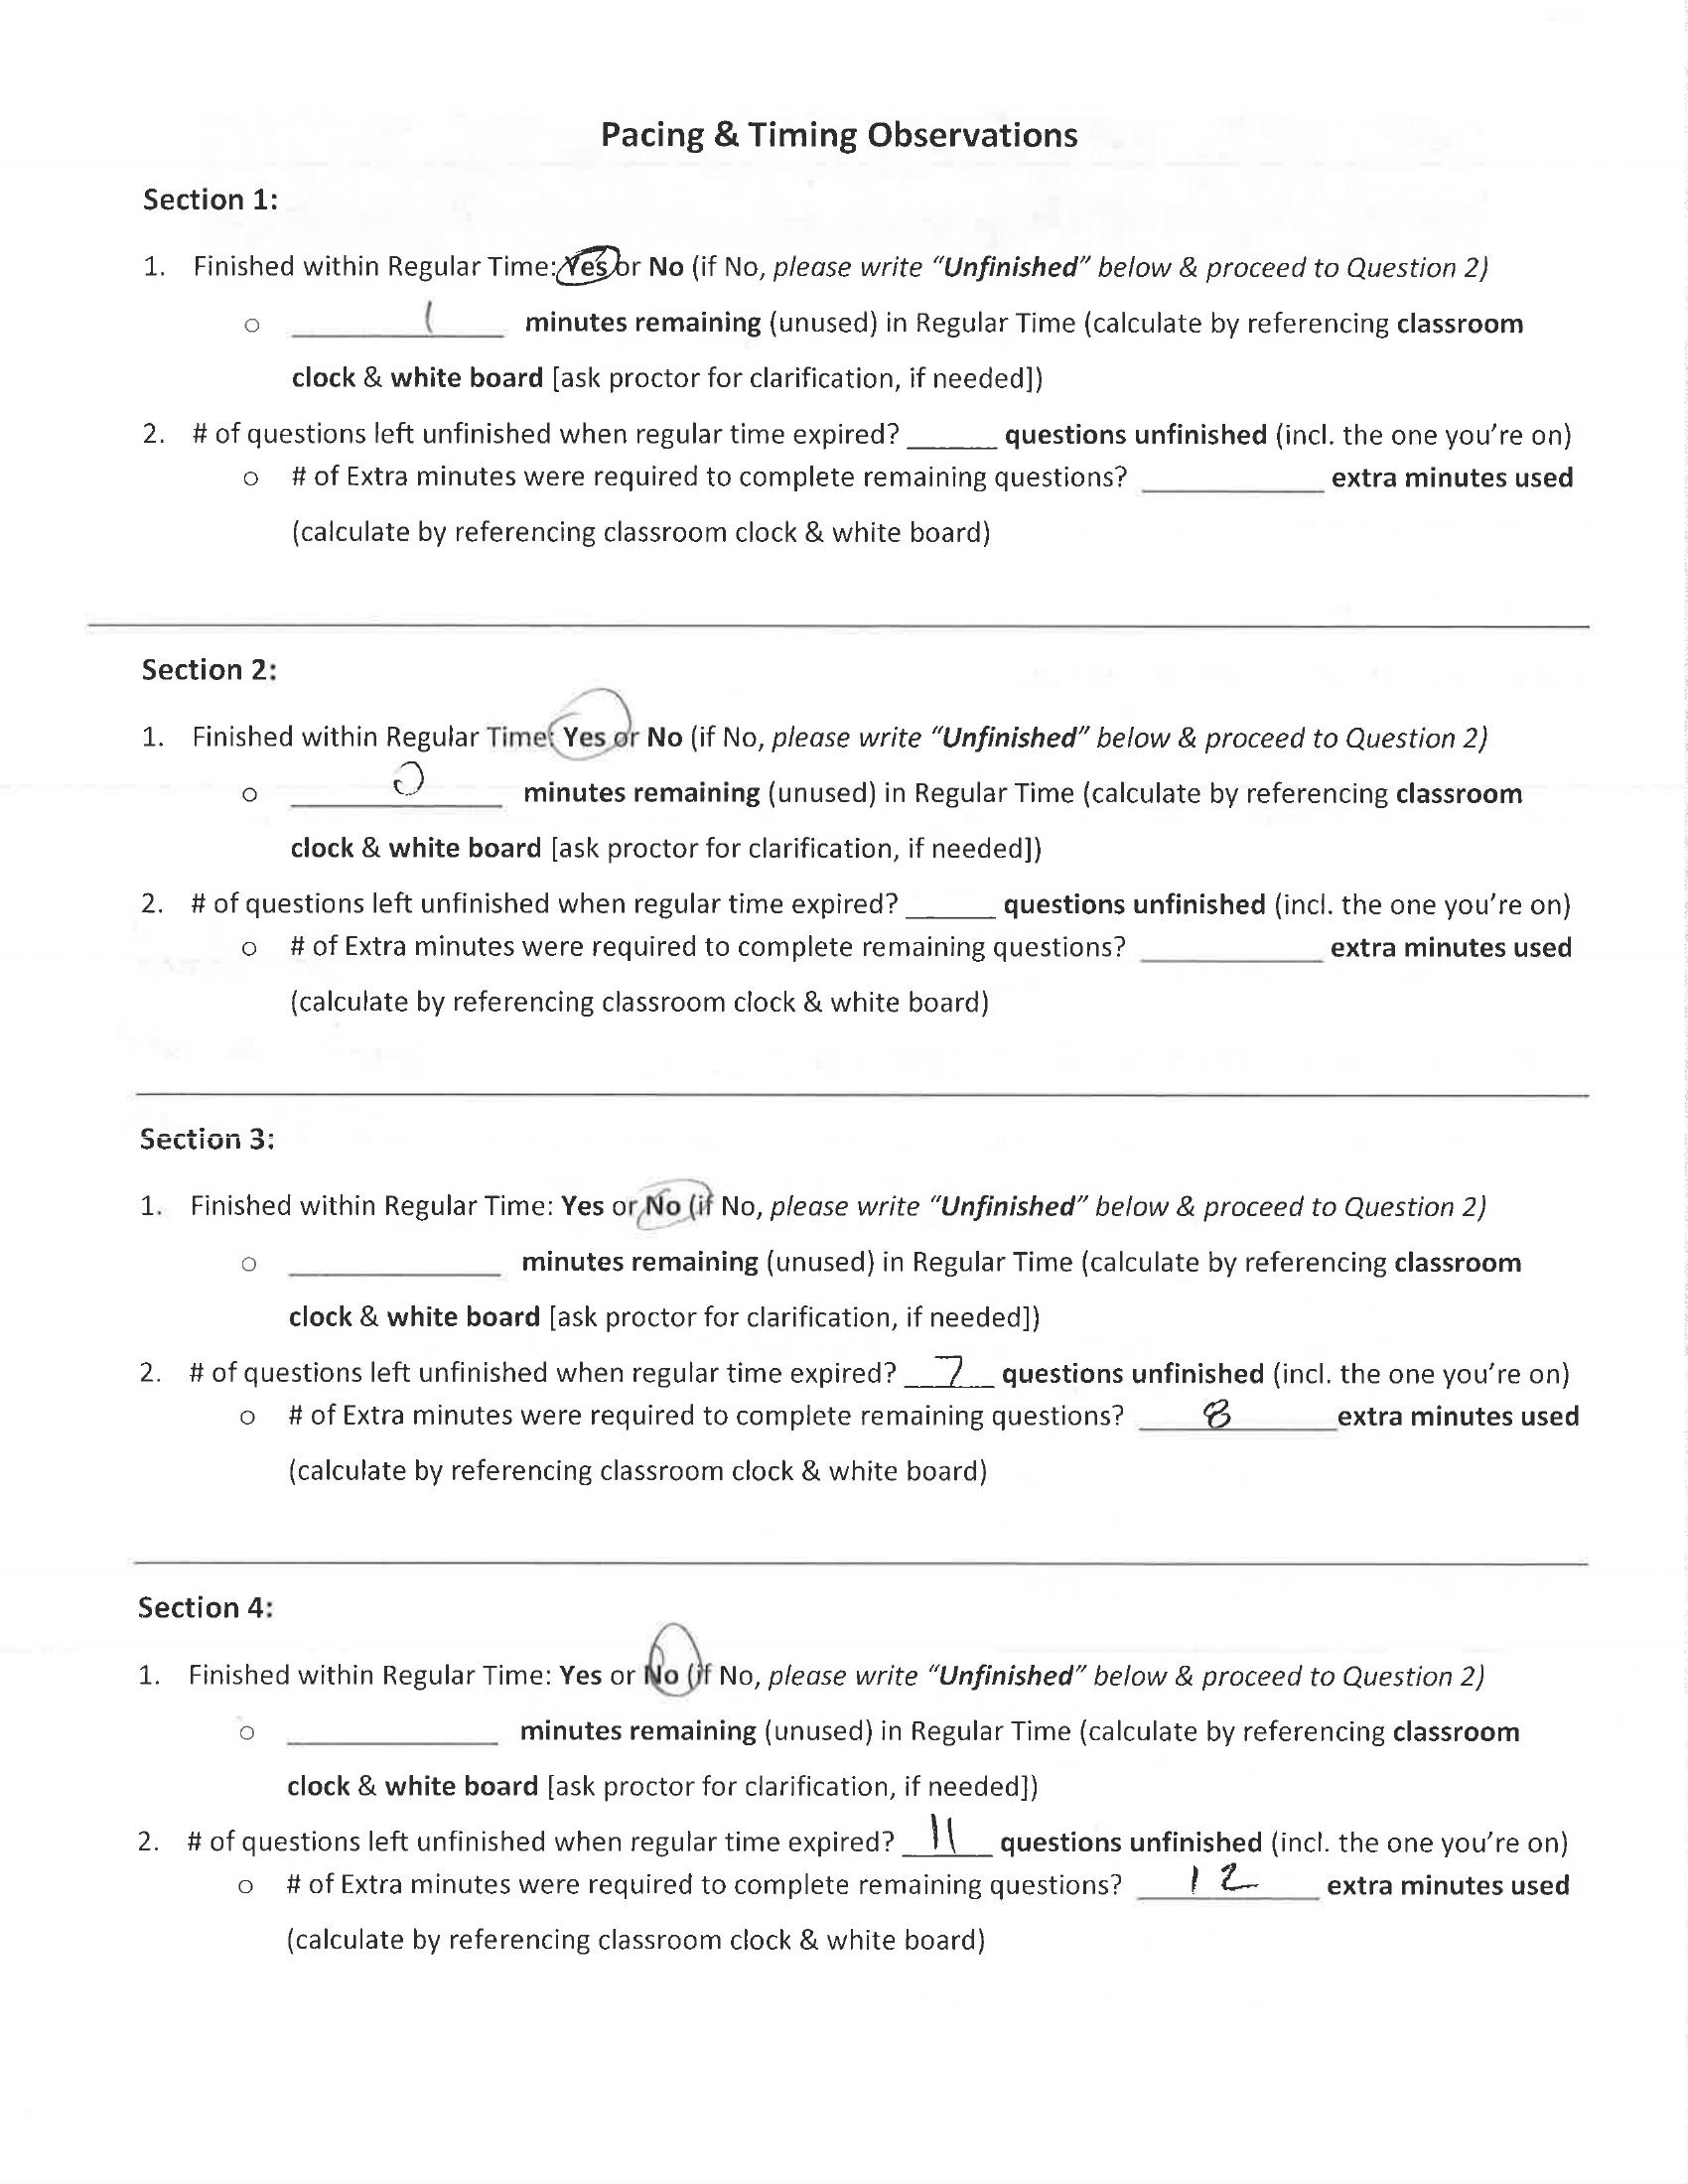 Pacing & Timing Observations
Section 1:
1. Finished within Regular Time: Yes or No (if No, please write “Unfinished” below & proceed to Question 2)
o 1 minutes remaining (unused) in Regular Time (calculate by referencing classroom
clock & white board [ask proctor for clarification, if needed])
2. # of questions left unfinished when regular time expired? ______ questions unfinished (incl. the one you’re on)
o # of Extra minutes were required to complete remaining questions? ____________ extra minutes used
(calculate by referencing classroom clock & white board)
Section 2:
1. Finished within Regular Time: Yes or No (if No, please write “Unfinished” below & proceed to Question 2)
o 0 minutes remaining (unused) in Regular Time (calculate by referencing classroom
clock & white board [ask proctor for clarification, if needed])
2. # of questions left unfinished when regular time expired? ______ questions unfinished (incl. the one you’re on)
o # of Extra minutes were required to complete remaining questions? ____________ extra minutes used
(calculate by referencing classroom clock & white board)
Section 3:
1. Finished within Regular Time: Yes or No (if No, please write “Unfinished” below & proceed to Question 2)
o ______________ minutes remaining (unused) in Regular Time (calculate by referencing classroom
clock & white board [ask proctor for clarification, if needed])
2. # of questions left unfinished when regular time expired? 7 questions unfinished (incl. the one you’re on)
o # of Extra minutes were required to complete remaining questions? 8 extra minutes used
(calculate by referencing classroom clock & white board)
Section 4:
1. Finished within Regular Time: Yes or No (if No, please write “Unfinished” below & proceed to Question 2)
o ______________ minutes remaining (unused) in Regular Time (calculate by referencing classroom
clock & white board [ask proctor for clarification, if needed])
2. # of questions left unfinished when regular time expired? 11 questions unfinished (incl. the one you’re on)
o # of Extra minutes were required to complete remaining questions? 12 extra minutes used
(calculate by referencing classroom clock & white board)